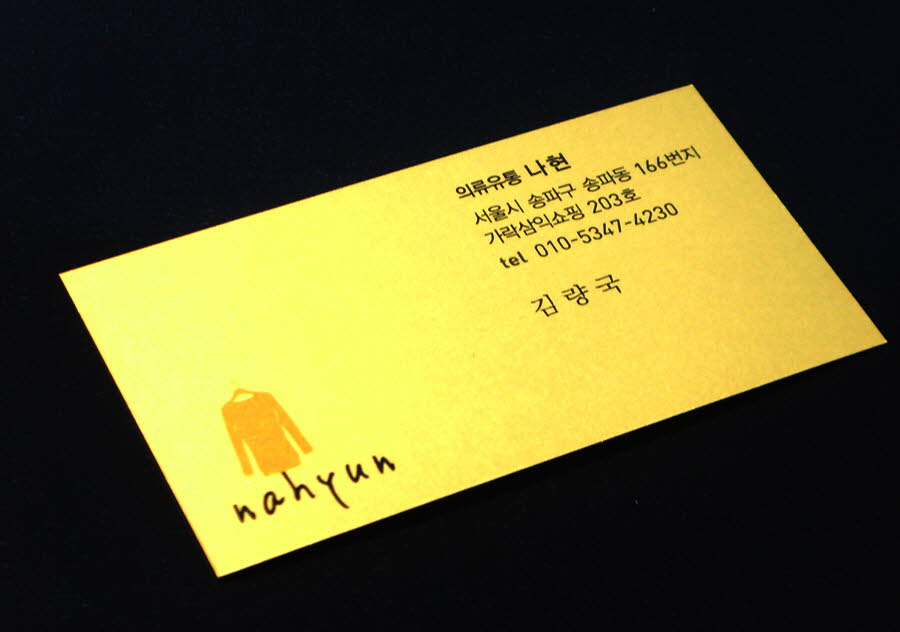 의류유통 나현
서울시 송파구 송파동 166번지
가락삼익쇼핑 203호
tel 010-5347-4230
김량국
nahyun